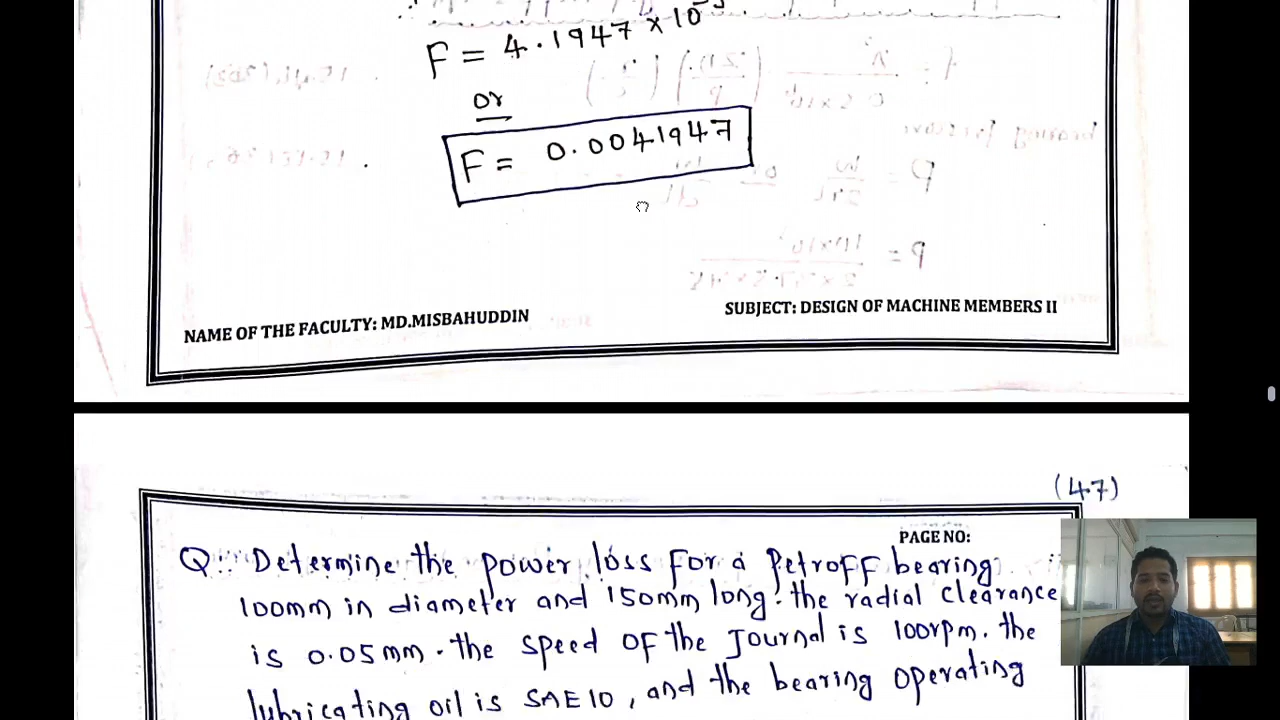 F = 4.1947 × 10
or
F = 0.0041947
NAME OF THE FACULTY: MD.MISBAHUDDIN
SUBJECT: DESIGN OF MACHINE MEMBERS II
(47)
PAGE NO:
Q:- Determine the power loss for a Petroff bearing
100mm in diameter and 150mm long. the radial clearance
is 0.05mm. the speed of the Journal is 100rpm. the
lubricating oil is SAE10, and the bearing operating